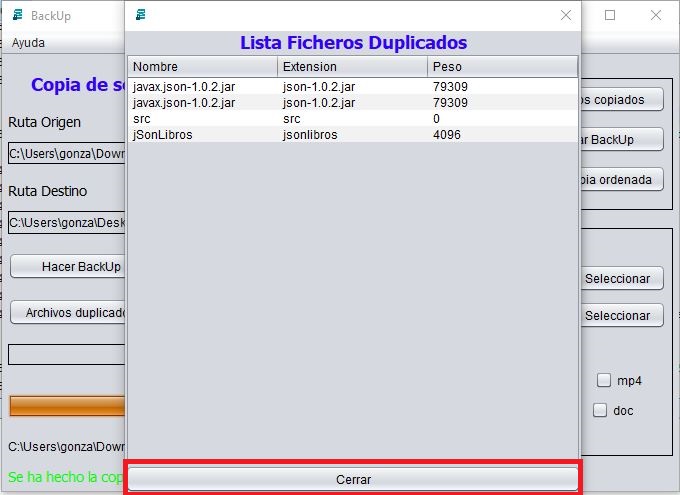 BackUp
Ayuda
Copia de se
Ruta Origen
C:\Users\gonza\Down
Ruta Destino
C:\Users\gonza\Desk
Hacer BackUp
Archivos duplicado
C:\Users\gonza\Down
Se ha hecho la cop
Lista Ficheros Duplicados
Nombre Extension Peso
javax.json-1.0.2.jar json-1.0.2.jar 79309
javax.json-1.0.2.jar json-1.0.2.jar 79309
src src 0
jSonLibros jsonlibros 4096
Cerrar
os copiados
ar BackUp
pia ordenada
Seleccionar
Seleccionar
mp4
doc